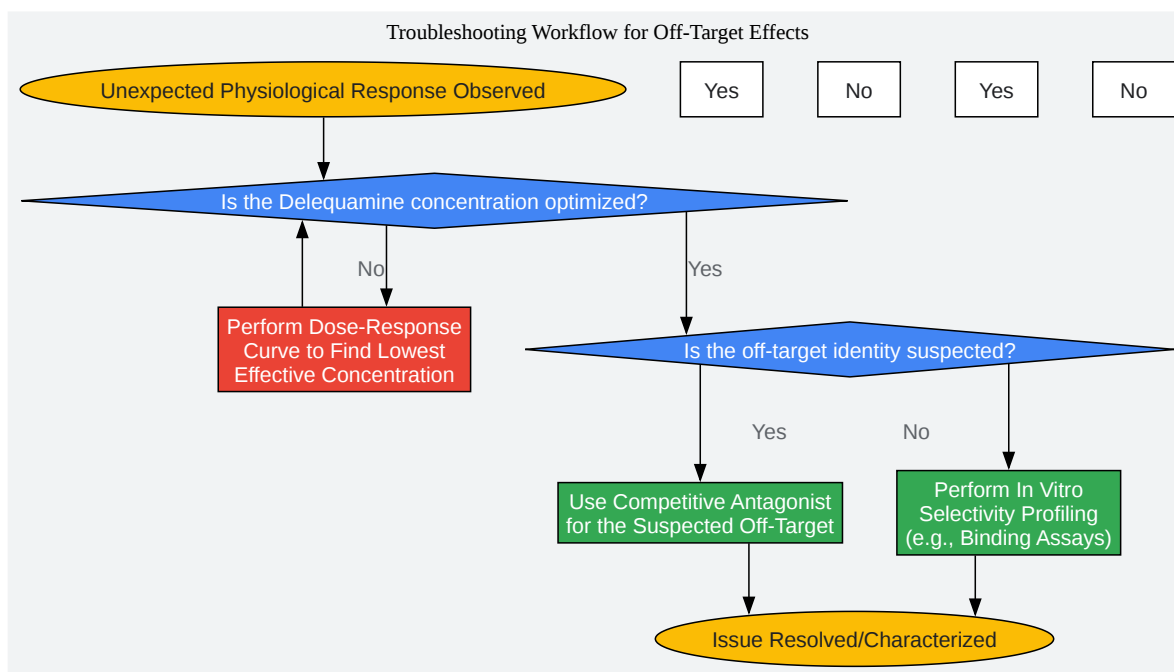 Troubleshooting Workflow for Off-Target Effects
Unexpected Physiological Response Observed
Yes
No
Yes
No
Is the Delequamine concentration optimized?
No
Yes
Perform Dose-Response
Curve to Find Lowest
Effective Concentration
Is the off-target identity suspected?
Yes
No
Use Competitive Antagonist
for the Suspected Off-Target
Perform In Vitro
Selectivity Profiling
(e.g., Binding Assays)
Issue Resolved/Characterized